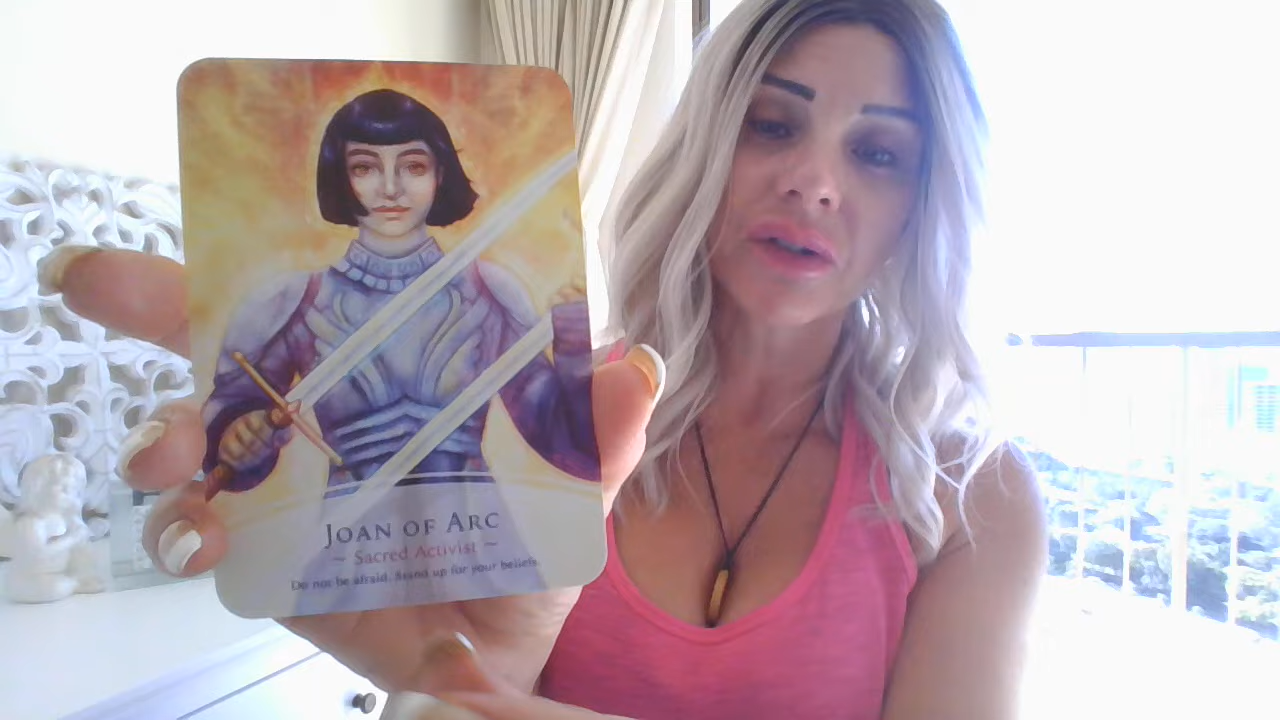 Joan of Arc
~ Sacred Activist ~
Do not be afraid. Stand up for your beliefs.